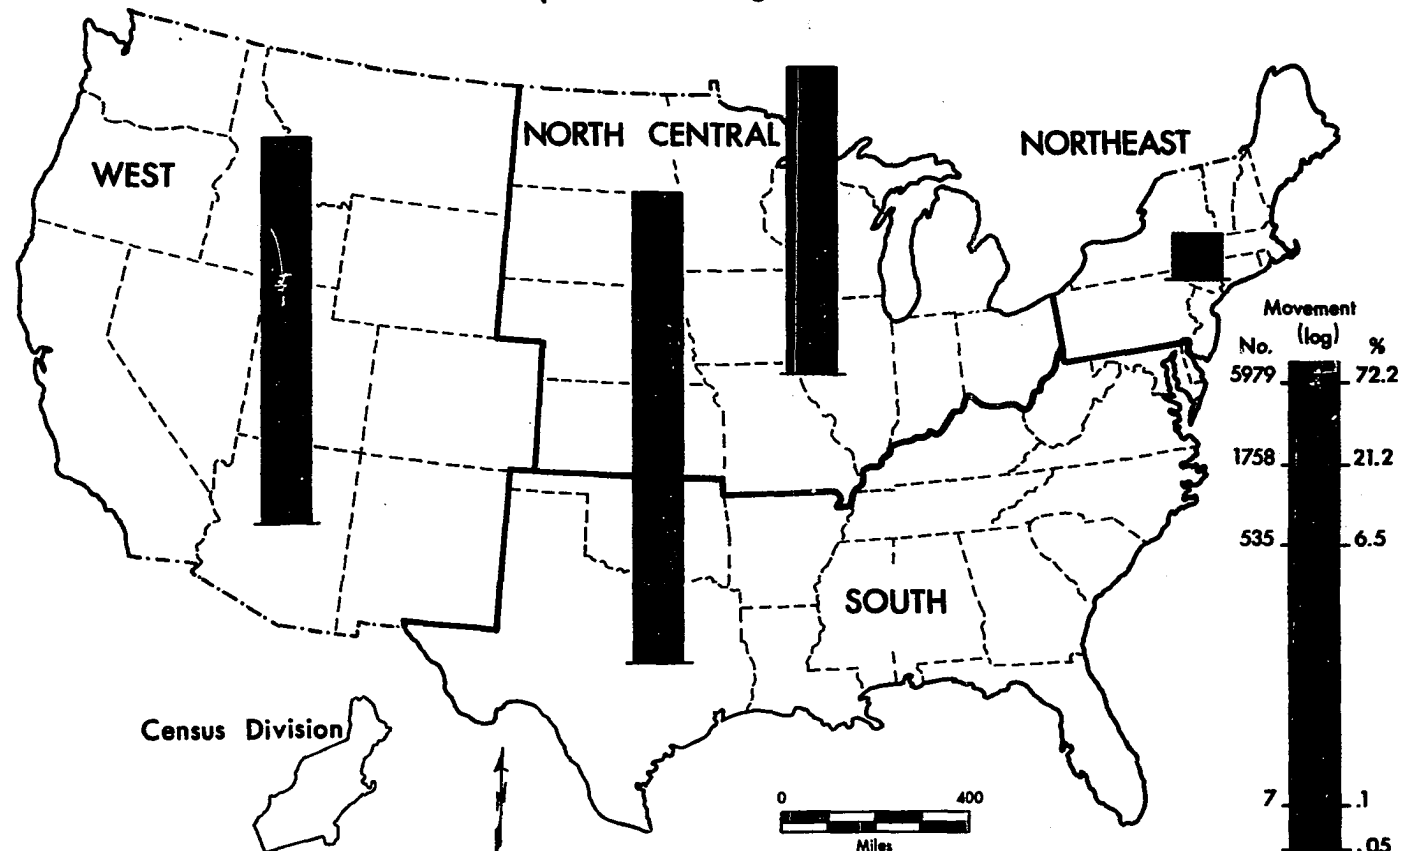 NORTH CENTRAL
NORTHEAST
WEST
Movement
(log)
No. %
5979 72.2
1758 21.2
535 6.5
SOUTH
Census Division
0 400
Miles
7 .1
.05